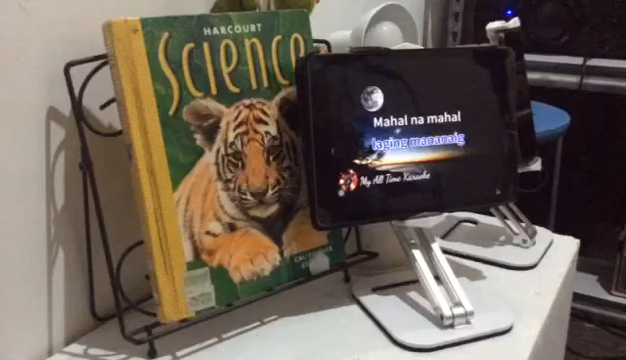 HARCOURT
Science
Mahal na mahal
laging mananaig
My All Time Karaoke